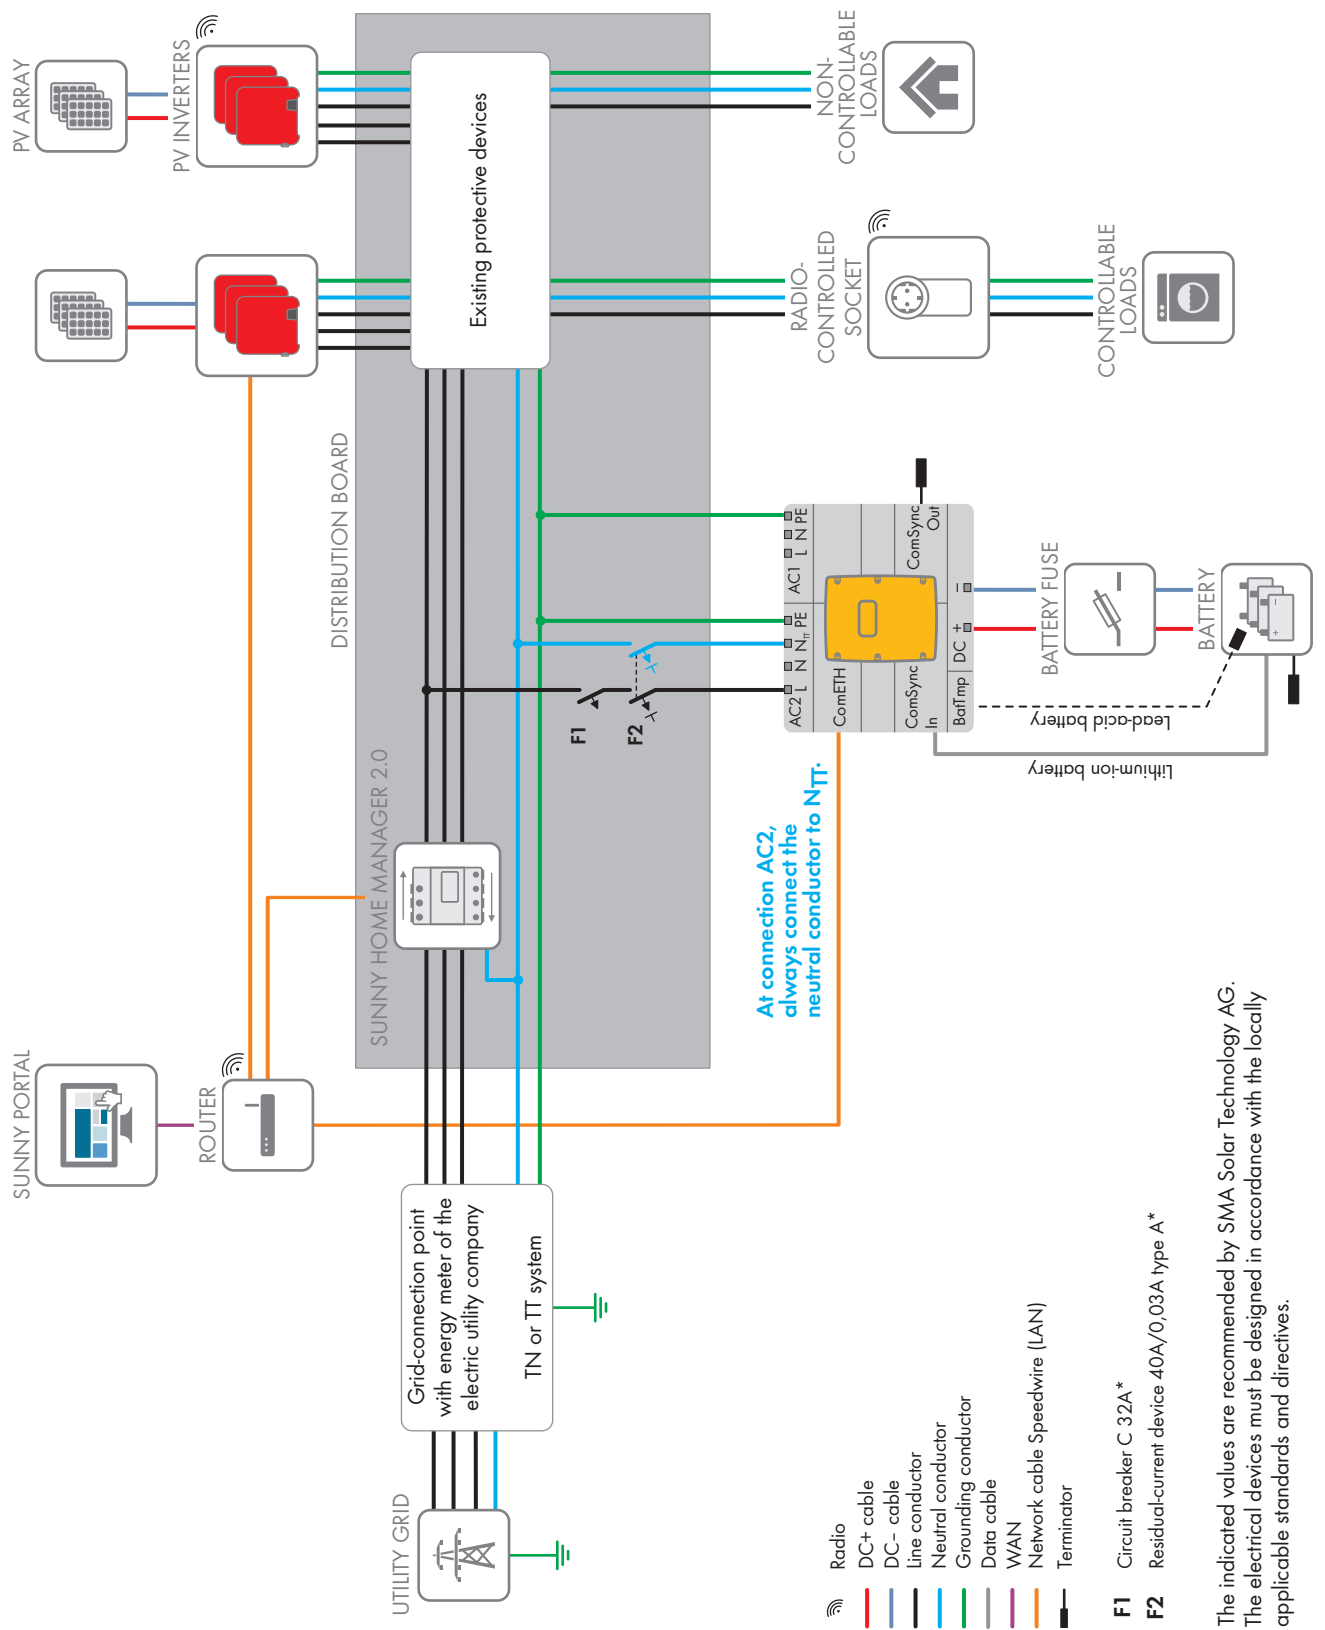 SUNNY PORTAL
ROUTER
PV ARRAY
PV INVERTERS
DISTRIBUTION BOARD
SUNNY HOME MANAGER 2.0
UTILITY GRID
Grid-connection point
with energy meter of the
electric utility company
TN or TT system
Existing protective devices
F1
F2
At connection AC2,
always connect the
neutral conductor to NTT.
AC2 L N NTT PE
AC1 L N PE
ComETH
ComSync
In
ComSync
Out
BatTmp
DC + −
Lead-acid battery
Lithium-ion battery
BATTERY FUSE
BATTERY
RADIO-
CONTROLLED
SOCKET
NON-
CONTROLLABLE
LOADS
CONTROLLABLE
LOADS
Radio
DC+ cable
DC− cable
Line conductor
Neutral conductor
Grounding conductor
Data cable
WAN
Network cable Speedwire (LAN)
Terminator
F1 Circuit breaker C 32A*
F2 Residual-current device 40A/0,03A type A*
The indicated values are recommended by SMA Solar Technology AG.
The electrical devices must be designed in accordance with the locally
applicable standards and directives.